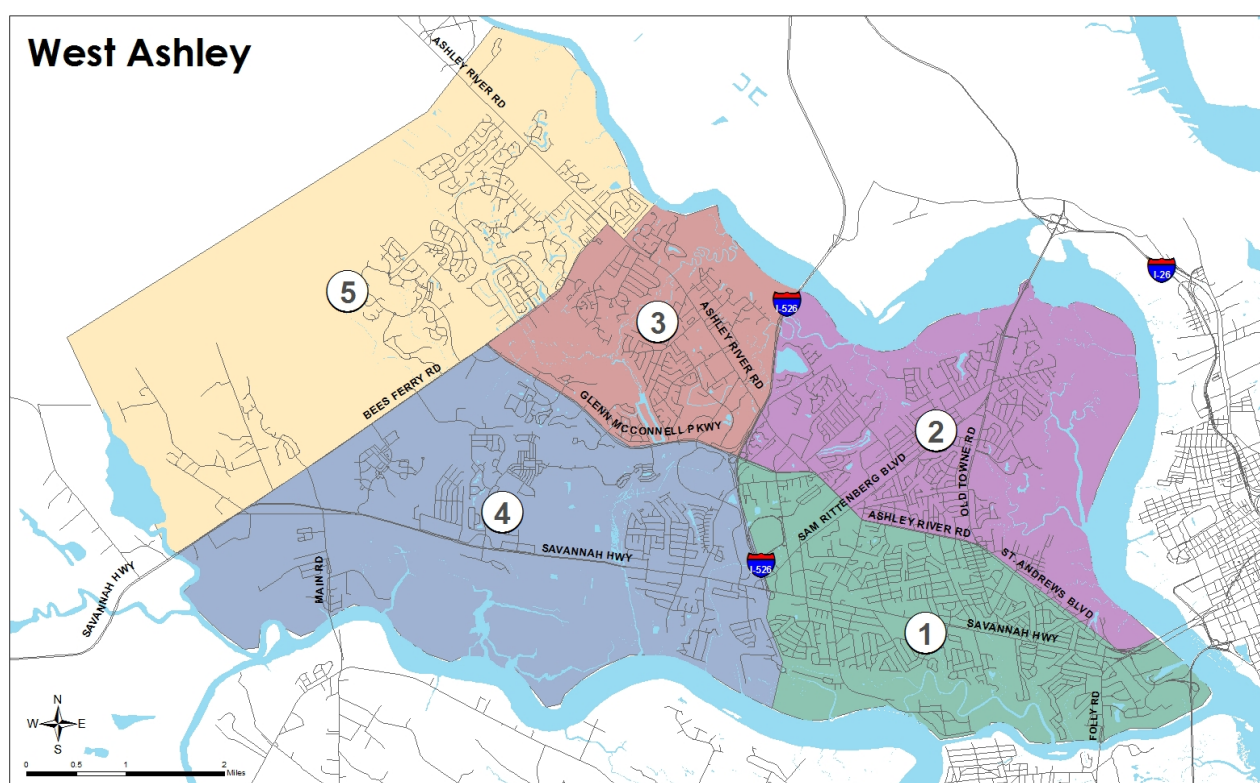 West Ashley
ASHLEY RIVER RD
I-26
5
I-526
3
ASHLEY RIVER RD
BEES FERRY RD
GLENN MCCONNELL PKWY
2
OLD TOWNE RD
SAM RITTENBERG BLVD
4
ASHLEY RIVER RD
SAVANNAH HWY
I-526
ST. ANDREWS BLVD
MAIN RD
SAVANNAH HWY
1
SAVANNAH HWY
FOLLY RD
N
W E
S
0 0.5 1 2
Miles